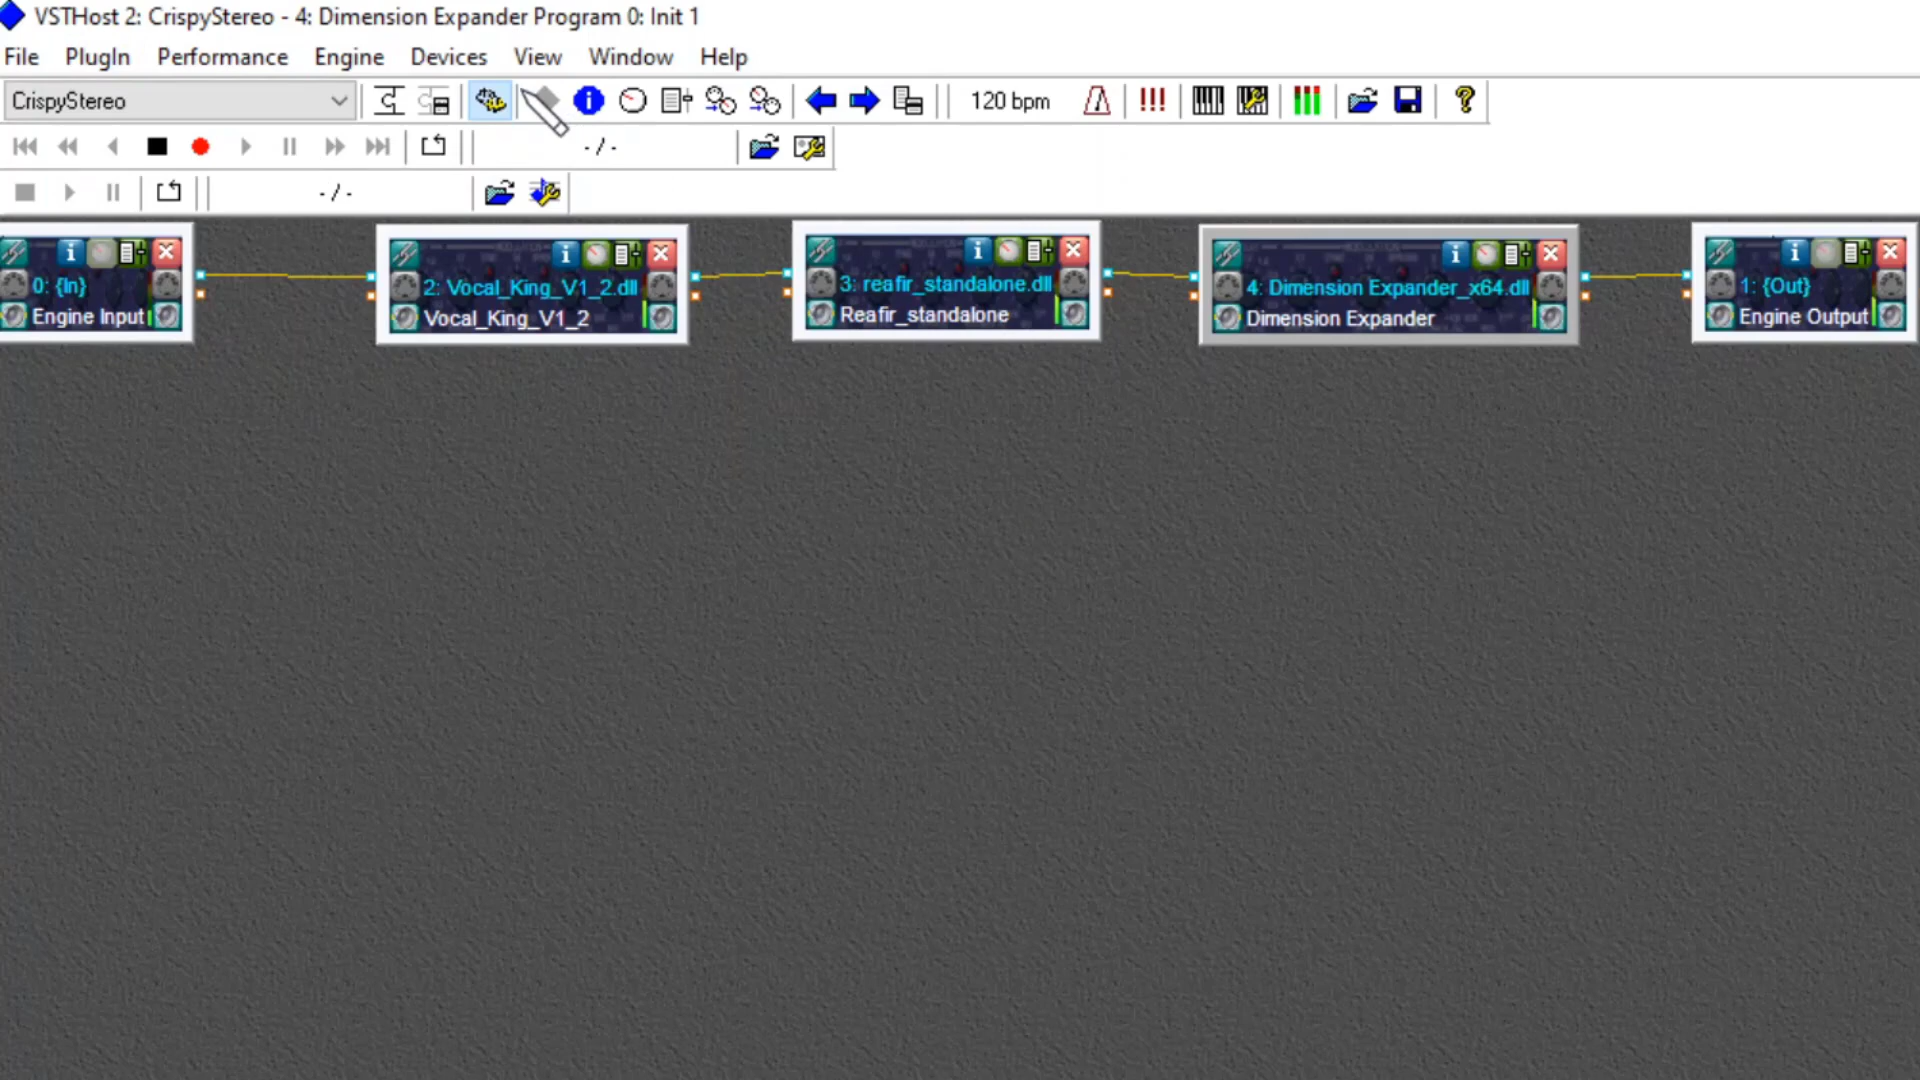 VSTHost 2: CrispyStereo - 4: Dimension Expander Program 0: Init 1
File PlugIn Performance Engine Devices View Window Help
CrispyStereo 120 bpm
- / -
- / -
0: {In}
Engine Input
2: Vocal_King_V1_2.dll
Vocal_King_V1_2
3: reafir_standalone.dll
Reafir_standalone
4: Dimension Expander_x64.dll
Dimension Expander
1: {Out}
Engine Output